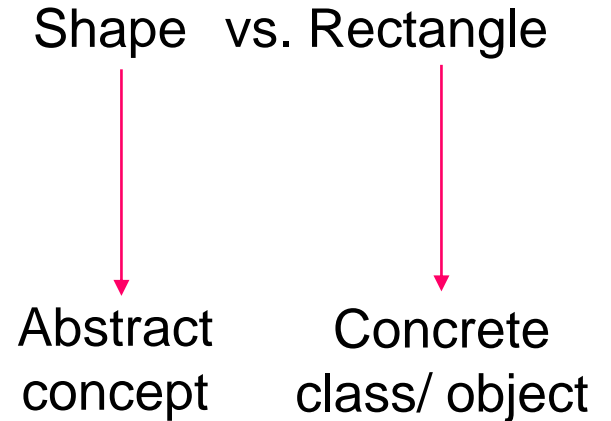 Shape vs. Rectangle
Abstract concept
Concrete class/ object